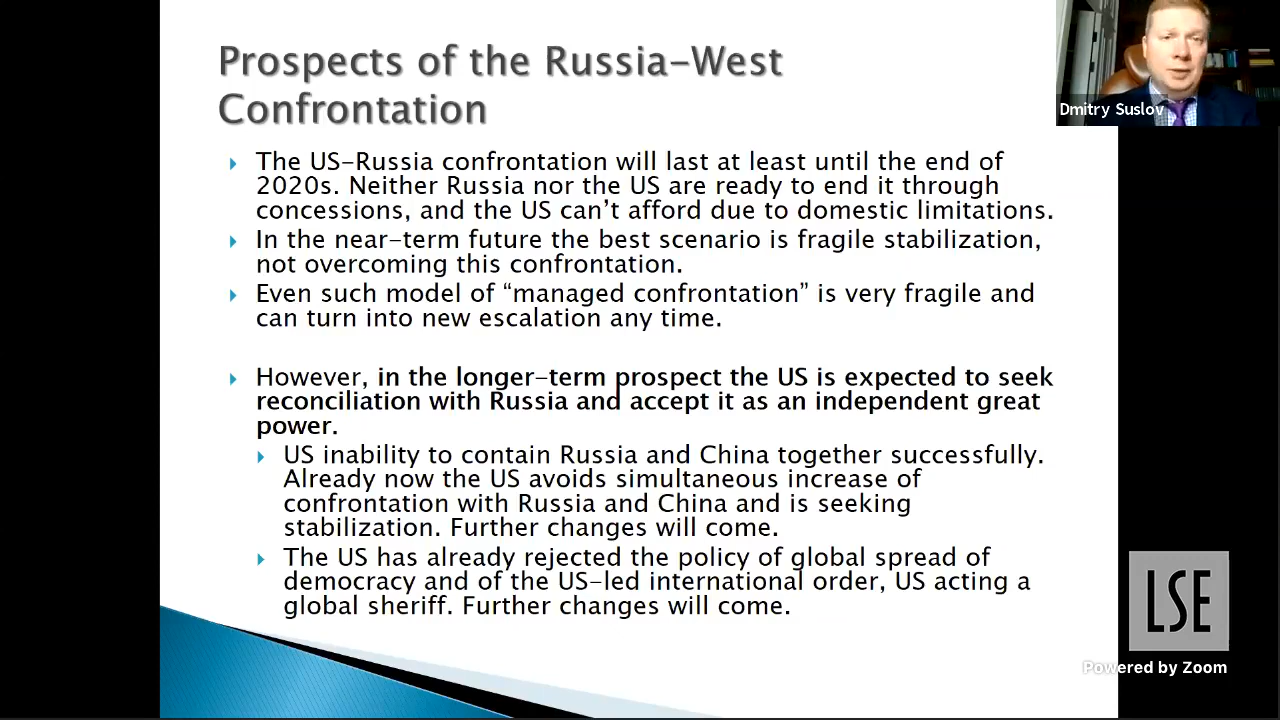 Prospects of the Russia-West
Confrontation
The US-Russia confrontation will last at least until the end of
2020s. Neither Russia nor the US are ready to end it through
concessions, and the US can’t afford due to domestic limitations.
In the near-term future the best scenario is fragile stabilization,
not overcoming this confrontation.
Even such model of “managed confrontation” is very fragile and
can turn into new escalation any time.
However, in the longer-term prospect the US is expected to seek
reconciliation with Russia and accept it as an independent great
power.
US inability to contain Russia and China together successfully.
Already now the US avoids simultaneous increase of
confrontation with Russia and China and is seeking
stabilization. Further changes will come.
The US has already rejected the policy of global spread of
democracy and of the US-led international order, US acting a
global sheriff. Further changes will come.
Dmitry Suslov
LSE
Powered by Zoom